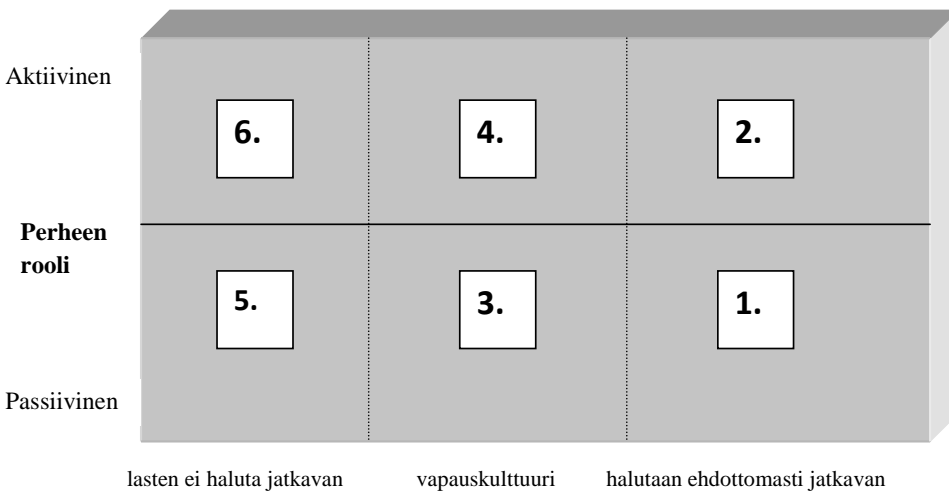 Aktiivinen
6.
4.
2.
Perheen
rooli
5.
3.
1.
Passiivinen
lasten ei haluta jatkavan
vapauskulttuuri
halutaan ehdottomasti jatkavan